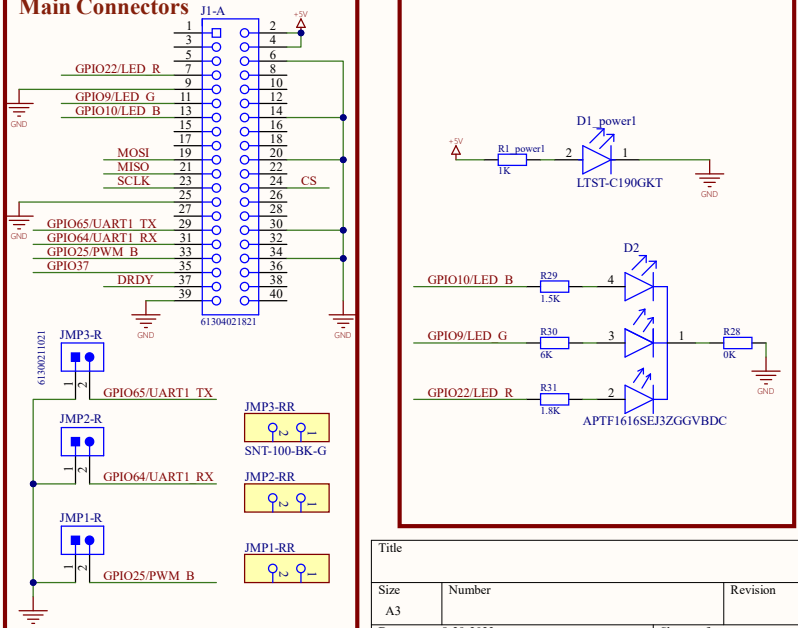 Main Connectors
J1-A
+5V
1 2
3 4
5 6
GPIO22/LED_R 7 8
9 10
GND
GPIO9/LED_G 11 12
GPIO10/LED_B 13 14
15 16
17 18
MOSI 19 20
MISO 21 22
SCLK 23 24 CS
25 26
GND
27 28
GPIO65/UART1_TX 29 30
GPIO64/UART1_RX 31 32
GPIO25/PWM_B 33 34
GPIO37 35 36
DRDY 37 38
39 40
61304021821
GND
GND
61300211021
JMP3-R
1 2
GPIO65/UART1_TX
JMP2-R
1 2
GPIO64/UART1_RX
JMP1-R
1 2
GPIO25/PWM_B
JMP3-RR
2 1
SNT-100-BK-G
JMP2-RR
2 1
JMP1-RR
2 1
D1_power1
+5V
R1_power1
1K
2 1
LTST-C190GKT
GND
D2
GPIO10/LED_B
R29
1.5K
4
GPIO9/LED_G
R30
6K
3
1
R28
0K
GND
GPIO22/LED_R
R31
1.8K
2
APTF1616SEJ3ZGGVBDC
Title
Size Number Revision
A3